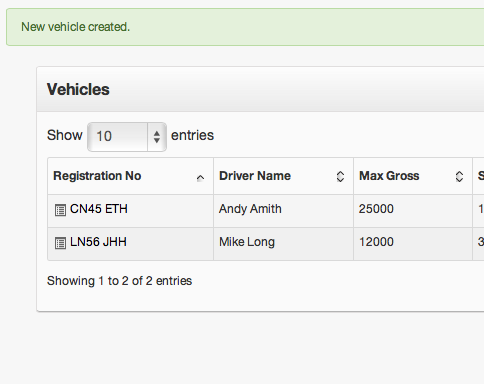 New vehicle created.
Vehicles
Show 10 entries
Registration No Driver Name Max Gross S
CN45 ETH Andy Amith 25000 1
LN56 JHH Mike Long 12000 3
Showing 1 to 2 of 2 entries